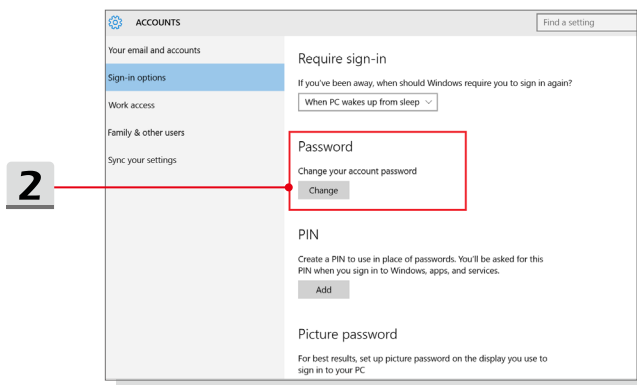 ACCOUNTS
Find a setting
Your email and accounts
Sign-in options
Work access
Family & other users
Sync your settings
2
Require sign-in
If you've been away, when should Windows require you to sign in again?
When PC wakes up from sleep
Password
Change your account password
Change
PIN
Create a PIN to use in place of passwords. You'll be asked for this
PIN when you sign in to Windows, apps, and services.
Add
Picture password
For best results, set up picture password on the display you use to
sign in to your PC